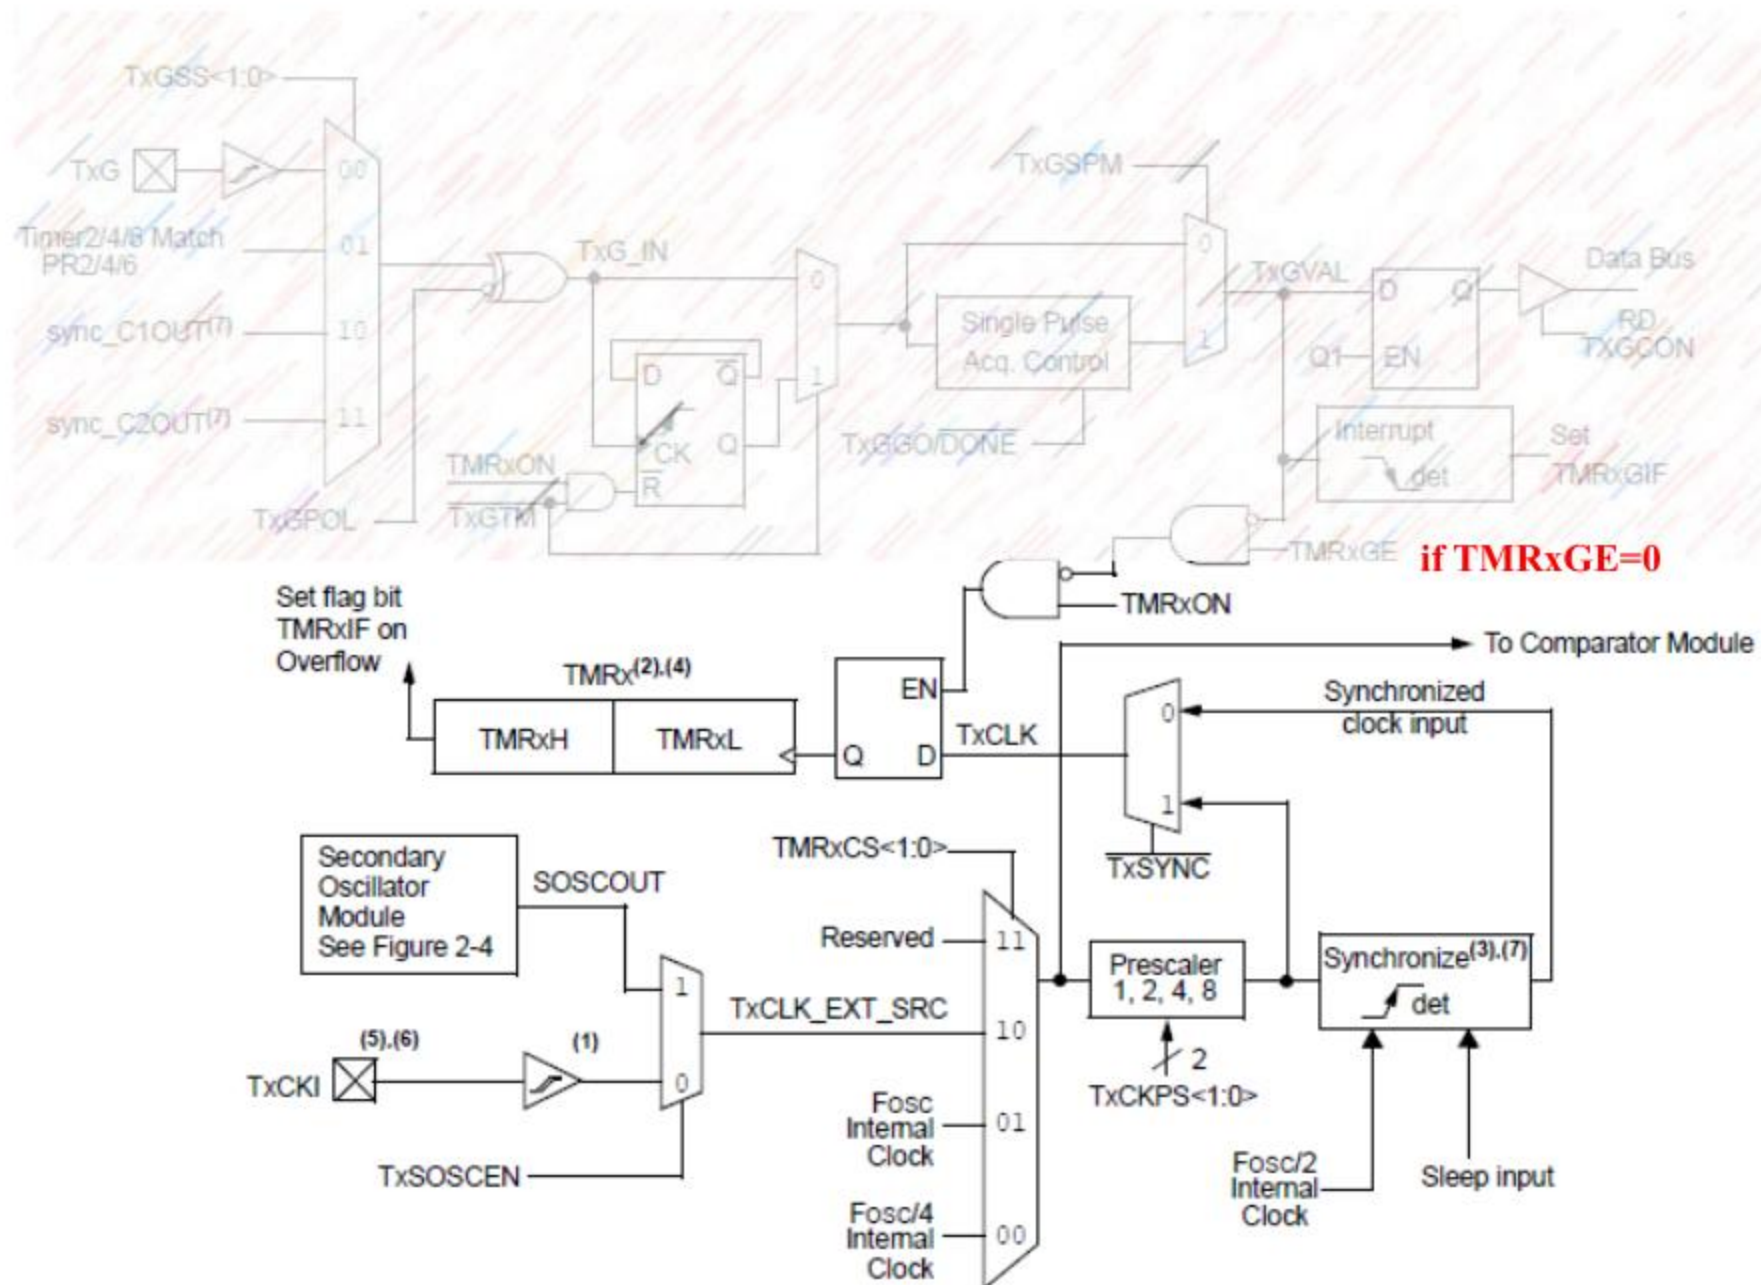 TxGSS<1:0>
TxG
00
TxGSPM
Timer2/4/6 Match
PR2/4/6
01
TxG_IN
0
0
TxGVAL
D
Q
Data Bus
sync_C1OUT(7)
10
Single Pulse
Acq. Control
1
RD
TXGCON
Q1
EN
D
Q
1
sync_C2OUT(7)
11
CK
Q
TxGGO/DONE
Interrupt
det
Set
TMRxGIF
TMRxON
R
TxGTM
TxGPOL
TMRxGE
if TMRxGE=0
Set flag bit
TMRxIF on
Overflow
TMRxON
To Comparator Module
TMRx(2),(4)
EN
Synchronized
clock input
0
TMRxH
TMRxL
Q
D
TxCLK
1
TMRxCS<1:0>
TxSYNC
Secondary
Oscillator
Module
See Figure 2-4
SOSCOUT
Reserved
11
Prescaler
1, 2, 4, 8
Synchronize(3),(7)
det
1
TxCLK_EXT_SRC
10
(5),(6)
(1)
TxCKI
0
2
TxCKPS<1:0>
Fosc
Internal
Clock
01
TxSOSCEN
Fosc/2
Internal
Clock
Sleep input
Fosc/4
Internal
Clock
00